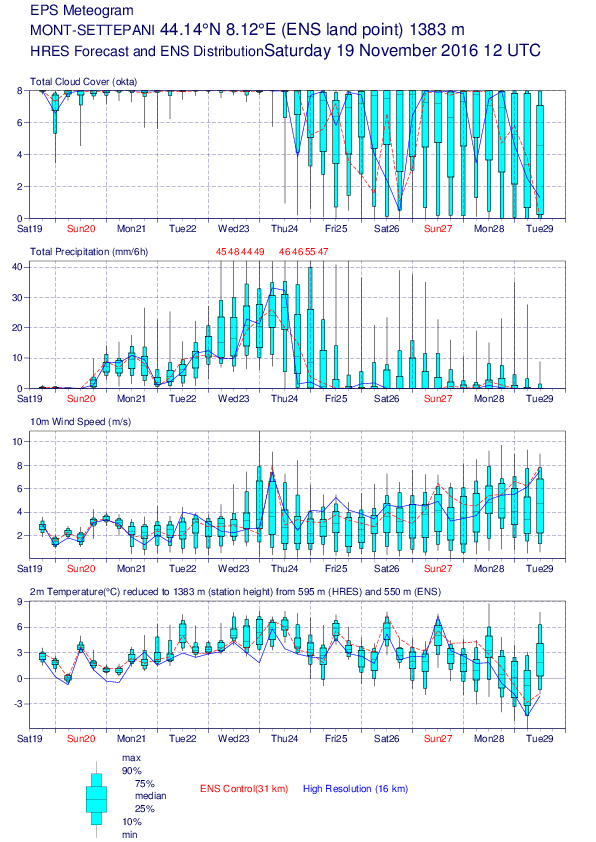 EPS Meteogram
MONT-SETTEPANI 44.14°N 8.12°E (ENS land point) 1383 m
HRES Forecast and ENS DistributionSaturday 19 November 2016 12 UTC
Total Cloud Cover (okta)
8
6
4
2
0
Sat19 Sun20 Mon21 Tue22 Wed23 Thu24 Fri25 Sat26 Sun27 Mon28 Tue29
Total Precipitation (mm/6h)
45 48 44 49 46 46 55 47
40
30
20
10
0
Sat19 Sun20 Mon21 Tue22 Wed23 Thu24 Fri25 Sat26 Sun27 Mon28 Tue29
10m Wind Speed (m/s)
10
8
6
4
2
Sat19 Sun20 Mon21 Tue22 Wed23 Thu24 Fri25 Sat26 Sun27 Mon28 Tue29
2m Temperature(°C) reduced to 1383 m (station height) from 595 m (HRES) and 550 m (ENS)
9
6
3
0
-3
Sat19 Sun20 Mon21 Tue22 Wed23 Thu24 Fri25 Sat26 Sun27 Mon28 Tue29
max
90%
75%
median
25%
10%
min
ENS Control(31 km) High Resolution (16 km)